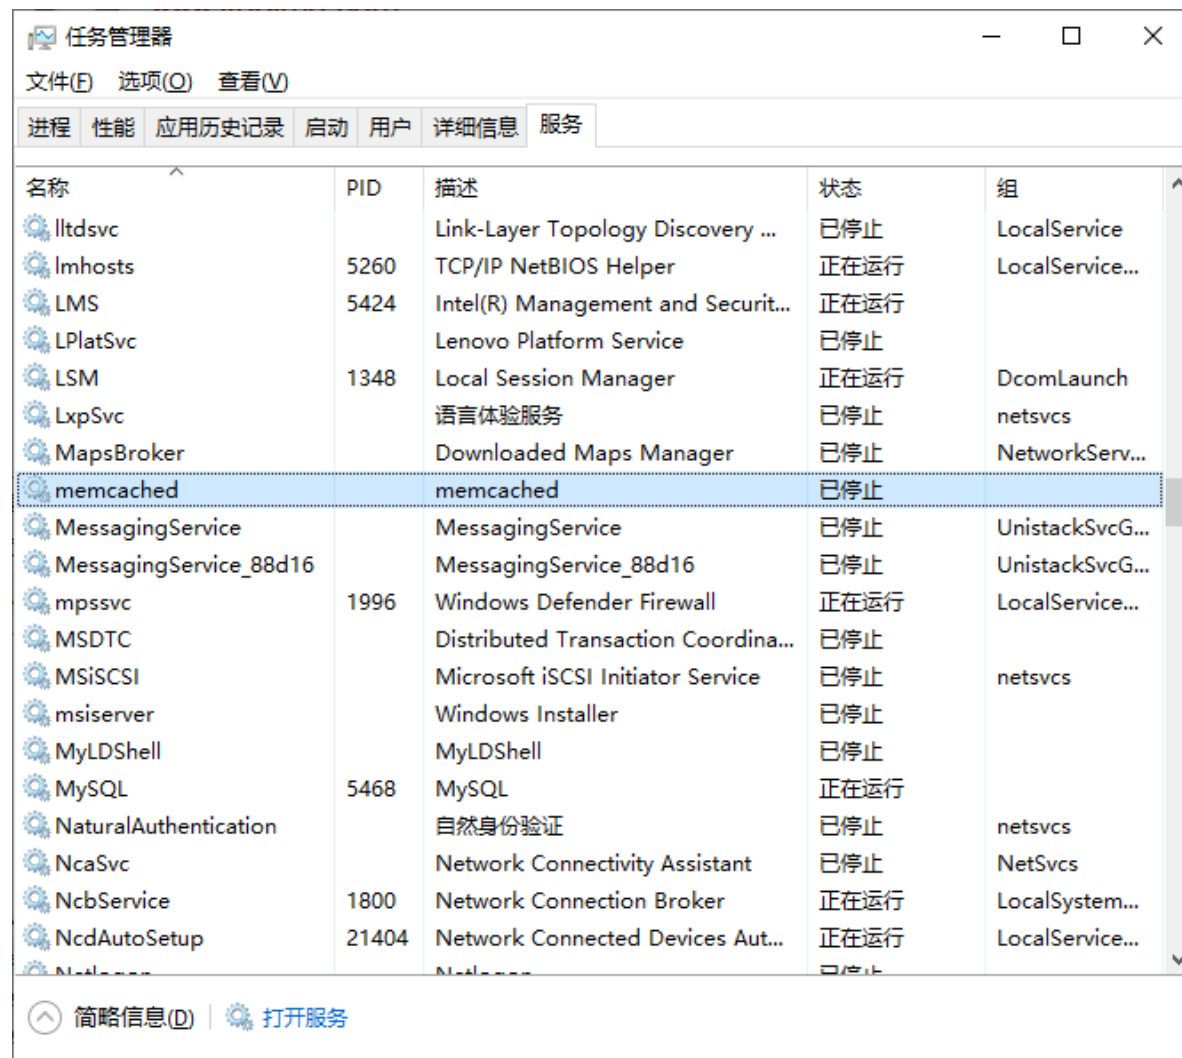 任务管理器
文件(F) 选项(O) 查看(V)
进程 性能 应用历史记录 启动 用户 详细信息 服务
名称 PID 描述 状态 组
lltdsvc Link-Layer Topology Discovery ... 已停止 LocalService
lmhosts 5260 TCP/IP NetBIOS Helper 正在运行 LocalService...
LMS 5424 Intel(R) Management and Securit... 正在运行
LPlatSvc Lenovo Platform Service 已停止
LSM 1348 Local Session Manager 正在运行 DcomLaunch
LxpSvc 语言体验服务 已停止 netsvcs
MapsBroker Downloaded Maps Manager 已停止 NetworkServ...
memcached memcached 已停止
MessagingService MessagingService 已停止 UnistackSvcG...
MessagingService_88d16 MessagingService_88d16 已停止 UnistackSvcG...
mpssvc 1996 Windows Defender Firewall 正在运行 LocalService...
MSDTC Distributed Transaction Coordina... 已停止
MSiSCSI Microsoft iSCSI Initiator Service 已停止 netsvcs
msiserver Windows Installer 已停止
MyLDShell MyLDShell 已停止
MySQL 5468 MySQL 正在运行
NaturalAuthentication 自然身份验证 已停止 netsvcs
NcaSvc Network Connectivity Assistant 已停止 NetSvcs
NcbService 1800 Network Connection Broker 正在运行 LocalSystem...
NcdAutoSetup 21404 Network Connected Devices Aut... 正在运行 LocalService...
Netlogon Netlogon 已停止
简略信息(D) 打开服务